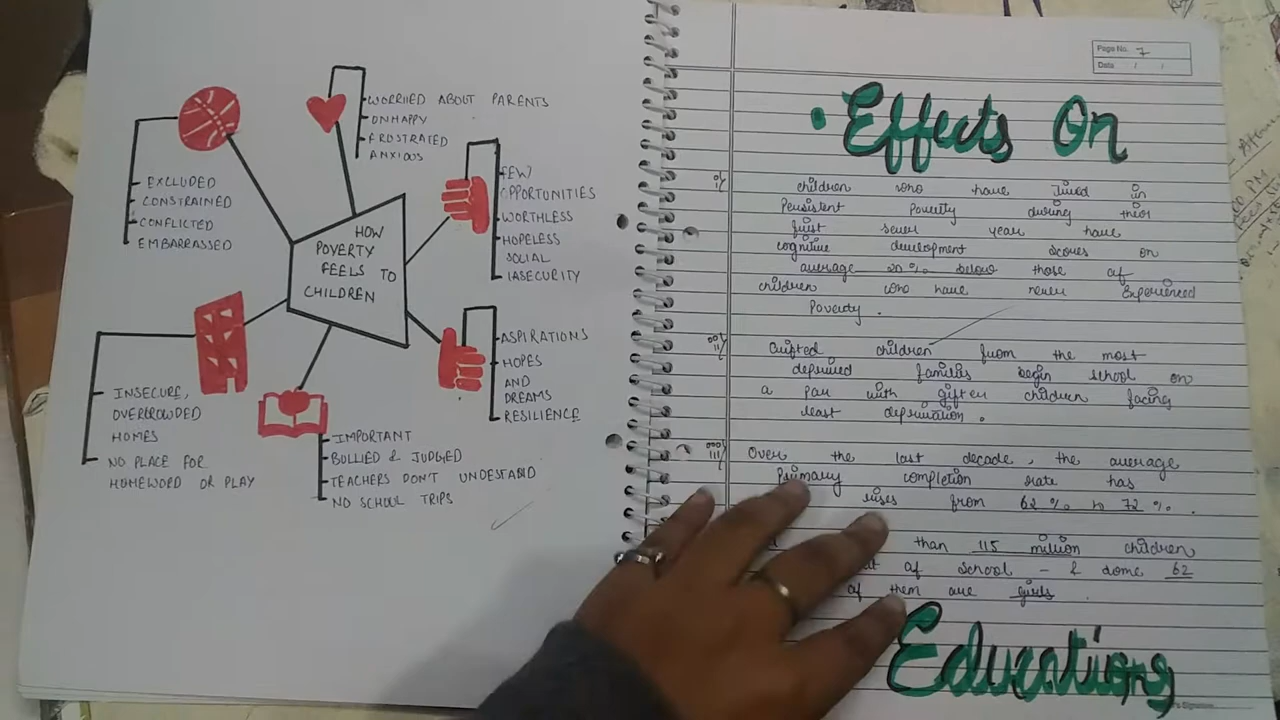 WORRIED ABOUT PARENTS
UNHAPPY
FROSTRATED
ANXIOUS
EXCLUDED
CONSTRAINED
CONFLICTED
EMBARRASSED
FEW
OPPORTUNITIES
WORTHLESS
HOPELESS
SOCIAL
IASECURITY
HOW
POVERTY
FEELS TO
CHILDREN
ASPIRATIONS
HOPES
AND
DREAMS
RESILIENCE
INSECURE,
OVERCROWDED
HOMES
NO PLACE FOR
HOMEWORD OR PLAY
IMPORTANT
BULLIED & JUDGED
TEACHERS DON'T UNDESTABD
NO SCHOOL TRIPS
Page No. 7
Date / /
• Effects On
children who have lived in
Persistent Poverty during their
first seven year have
cognitive development scores on
average 20% below those of
children who have never Experienced
Poverty .
Gifted children from the most
deprived families begin school on
a par with gifted children facing
least deprivation .
Over the last decade, the average
Primary completion rate has
rises from 62% to 72% .
than 115 million children
of school - & some 62
of them are girls .
Educations